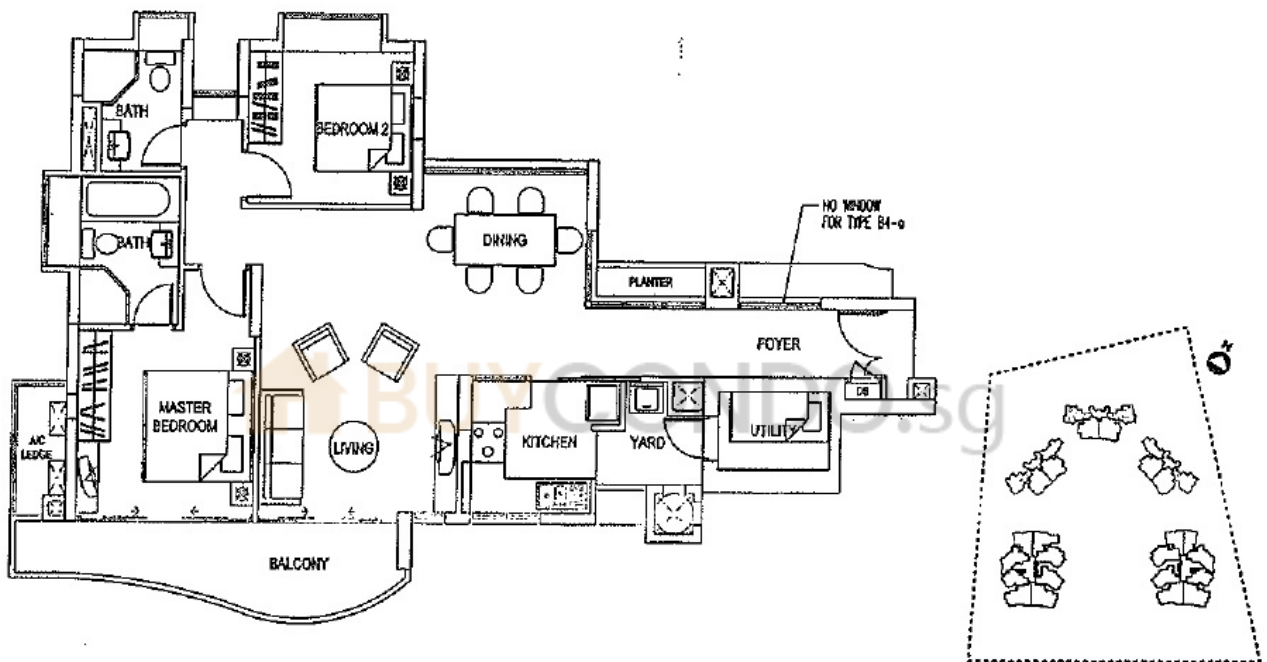 BATH
BEDROOM 2
BATH
DINING
NO WINDOW
FOR TYPE B4-g
PLANTER
FOYER
DB
MASTER
BEDROOM
A/C
LEDGE
LIVING
KITCHEN
YARD
UTILITY
BALCONY
BUYCONDO.sg
N